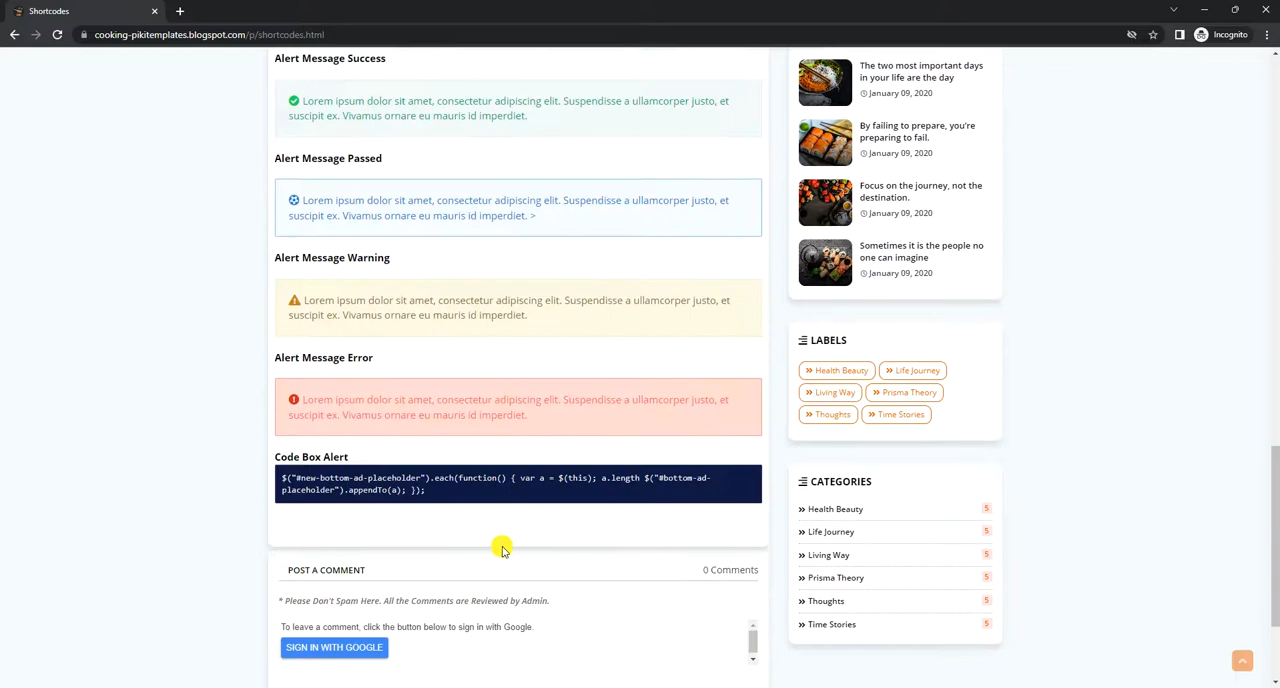 Shortcodes
cooking-pikitemplates.blogspot.com/p/shortcodes.html
Incognito
Alert Message Success
Lorem ipsum dolor sit amet, consectetur adipiscing elit. Suspendisse a ullamcorper justo, et
suscipit ex. Vivamus ornare eu mauris id imperdiet.
Alert Message Passed
Lorem ipsum dolor sit amet, consectetur adipiscing elit. Suspendisse a ullamcorper justo, et
suscipit ex. Vivamus ornare eu mauris id imperdiet. >
Alert Message Warning
Lorem ipsum dolor sit amet, consectetur adipiscing elit. Suspendisse a ullamcorper justo, et
suscipit ex. Vivamus ornare eu mauris id imperdiet.
Alert Message Error
Lorem ipsum dolor sit amet, consectetur adipiscing elit. Suspendisse a ullamcorper justo, et
suscipit ex. Vivamus ornare eu mauris id imperdiet.
Code Box Alert
$("#new-bottom-ad-placeholder").each(function() { var a = $(this); a.length $("#bottom-ad-
placeholder").appendTo(a); });
POST A COMMENT 0 Comments
* Please Don't Spam Here. All the Comments are Reviewed by Admin.
To leave a comment, click the button below to sign in with Google.
SIGN IN WITH GOOGLE
The two most important days
in your life are the day
January 09, 2020
By failing to prepare, you're
preparing to fail.
January 09, 2020
Focus on the journey, not the
destination.
January 09, 2020
Sometimes it is the people no
one can imagine
January 09, 2020
LABELS
Health Beauty Life Journey
Living Way Prisma Theory
Thoughts Time Stories
CATEGORIES
Health Beauty 5
Life Journey 5
Living Way 5
Prisma Theory 5
Thoughts 5
Time Stories 5